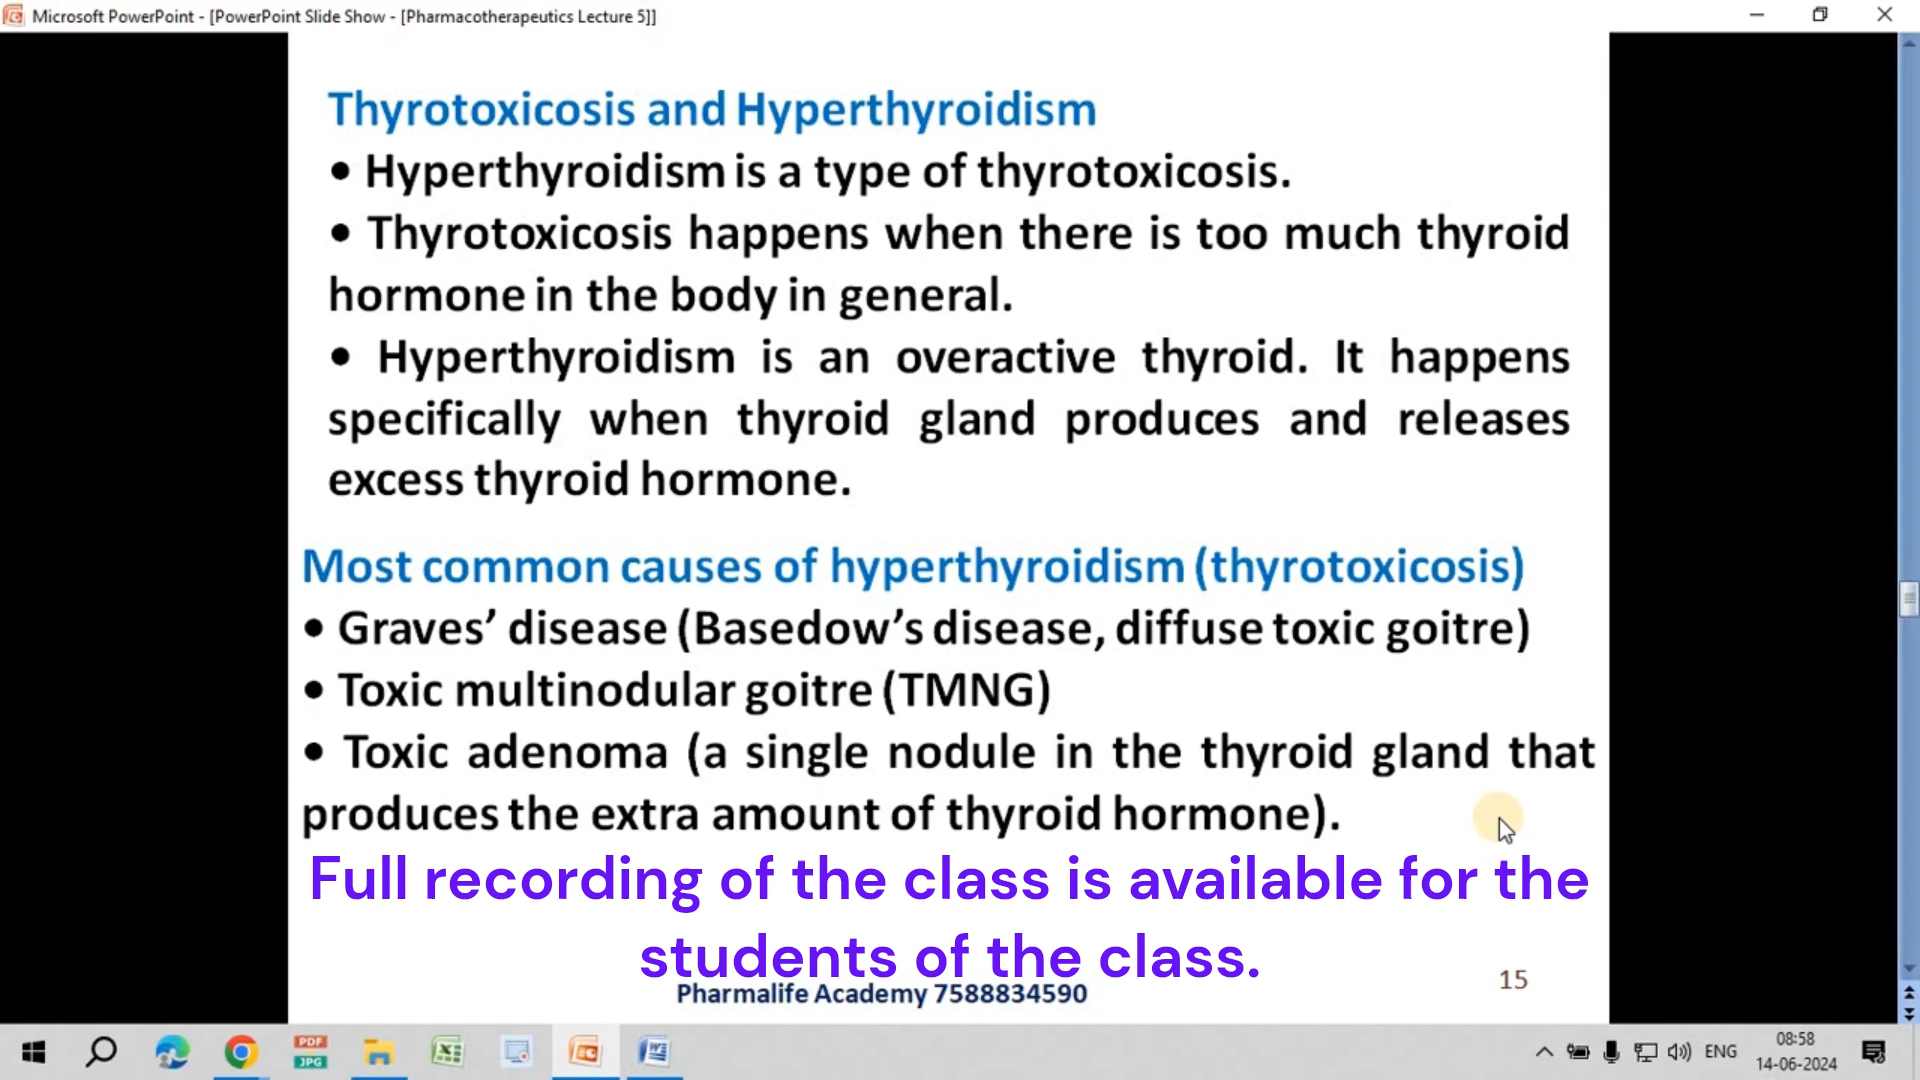 Microsoft PowerPoint - [PowerPoint Slide Show - [Pharmacotherapeutics Lecture 5]]
Thyrotoxicosis and Hyperthyroidism
• Hyperthyroidism is a type of thyrotoxicosis.
• Thyrotoxicosis happens when there is too much thyroid
hormone in the body in general.
• Hyperthyroidism is an overactive thyroid. It happens
specifically when thyroid gland produces and releases
excess thyroid hormone.
Most common causes of hyperthyroidism (thyrotoxicosis)
• Graves’ disease (Basedow’s disease, diffuse toxic goitre)
• Toxic multinodular goitre (TMNG)
• Toxic adenoma (a single nodule in the thyroid gland that
produces the extra amount of thyroid hormone).
Full recording of the class is available for the
students of the class.
Pharmalife Academy 7588834590
15
PDF
JPG
ENG
08:58
14-06-2024